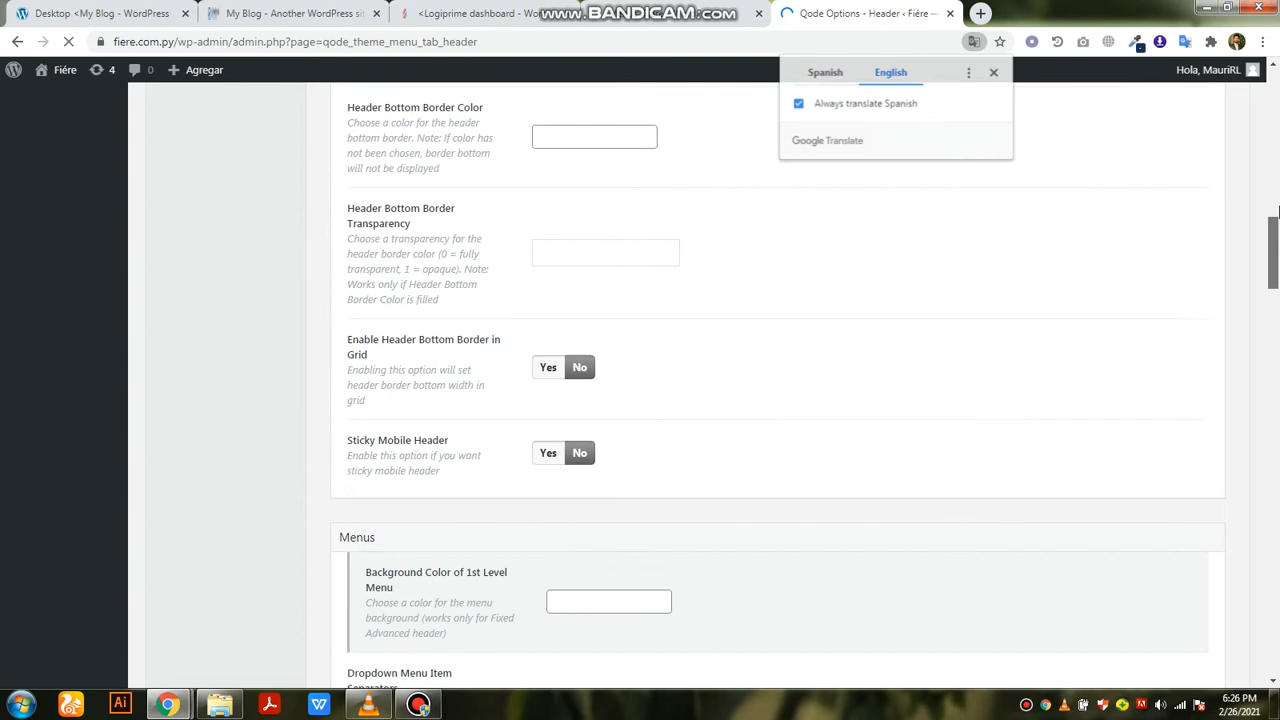 Desktop - My Blog - WordPress
My Blog - Another WordPress si
<Logiprime dashboard - Wo
www.BANDICAM.com
Qode Options - Header < Fiére —
fiere.com.py/wp-admin/admin.php?page=qode_theme_menu_tab_header
Fiére
4
0
Agregar
Hola, MauriRL
Spanish
English
Always translate Spanish
Google Translate
Header Bottom Border Color
Choose a color for the header
bottom border. Note: If color has
not been chosen, border bottom
will not be displayed
Header Bottom Border
Transparency
Choose a transparency for the
header border color (0 = fully
transparent, 1 = opaque). Note:
Works only if Header Bottom
Border Color is filled
Enable Header Bottom Border in
Grid
Enabling this option will set
header border bottom width in
grid
Yes
No
Sticky Mobile Header
Enable this option if you want
sticky mobile header
Yes
No
Menus
Background Color of 1st Level
Menu
Choose a color for the menu
background (works only for Fixed
Advanced header)
Dropdown Menu Item
Separators
Ai
W
6:26 PM
2/26/2021